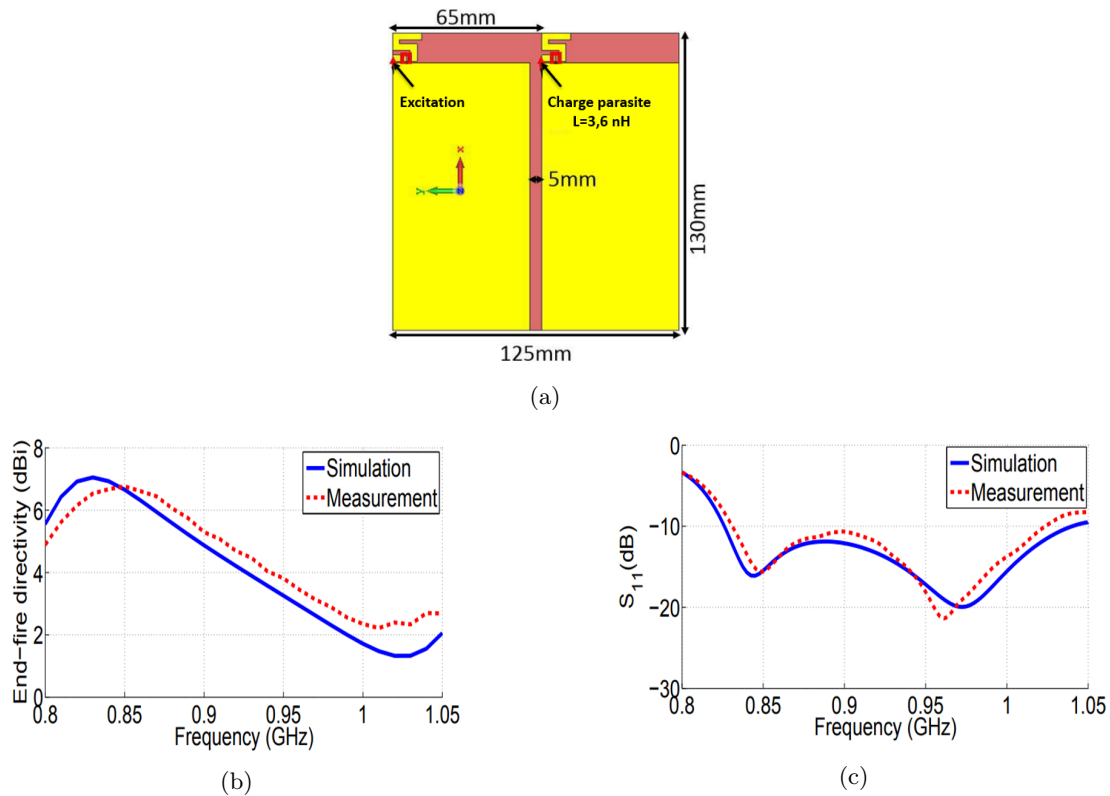 65mm
Excitation
Charge parasite
L=3,6 nH
x
y
5mm
130mm
125mm
(a)
End-fire directivity (dBi)
8
6
4
2
0
Simulation
Measurement
0.8 0.85 0.9 0.95 1 1.05
Frequency (GHz)
(b)
S11(dB)
0
−10
−20
−30
Simulation
Measurement
0.8 0.85 0.9 0.95 1 1.05
Frequency (GHz)
(c)